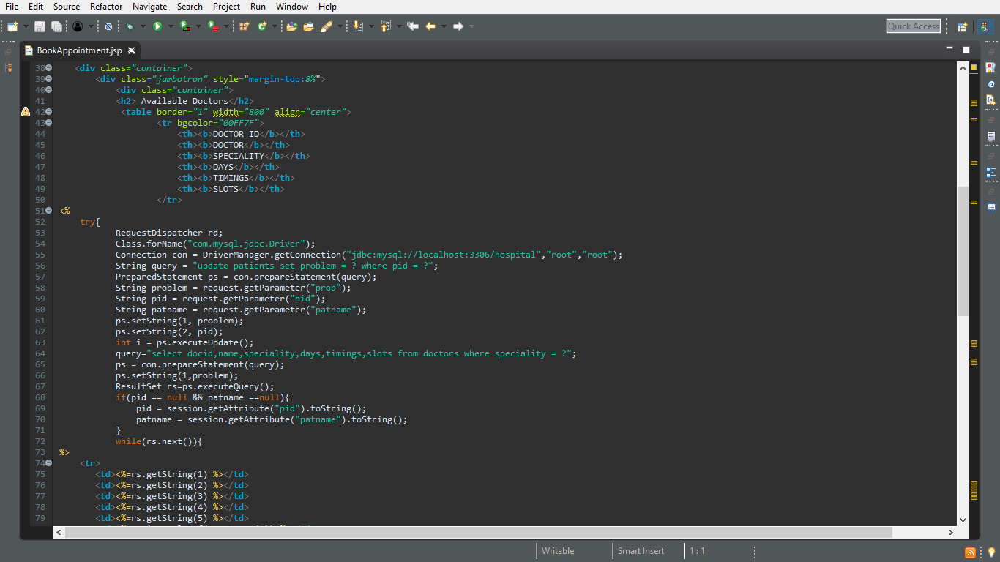 File Edit Source Refactor Navigate Search Project Run Window Help
Quick Access
BookAppointment.jsp
38 <div class="container">
39 <div class="jumbotron" style="margin-top:8%">
40 <div class="container">
41 <h2> Available Doctors</h2>
42 <table border="1" width="800" align="center">
43 <tr bgcolor="00FF7F">
44 <th><b>DOCTOR ID</b></th>
45 <th><b>DOCTOR</b></th>
46 <th><b>SPECIALITY</b></th>
47 <th><b>DAYS</b></th>
48 <th><b>TIMINGS</b></th>
49 <th><b>SLOTS</b></th>
50 </tr>
51 <%
52 try{
53 RequestDispatcher rd;
54 Class.forName("com.mysql.jdbc.Driver");
55 Connection con = DriverManager.getConnection("jdbc:mysql://localhost:3306/hospital","root","root");
56 String query = "update patients set problem = ? where pid = ?";
57 PreparedStatement ps = con.prepareStatement(query);
58 String problem = request.getParameter("prob");
59 String pid = request.getParameter("pid");
60 String patname = request.getParameter("patname");
61 ps.setString(1, problem);
62 ps.setString(2, pid);
63 int i = ps.executeUpdate();
64 query="select docid,name,speciality,days,timings,slots from doctors where speciality = ?";
65 ps = con.prepareStatement(query);
66 ps.setString(1,problem);
67 ResultSet rs=ps.executeQuery();
68 if(pid == null && patname ==null){
69 pid = session.getAttribute("pid").toString();
70 patname = session.getAttribute("patname").toString();
71 }
72 while(rs.next()){
73 %>
74 <tr>
75 <td><%=rs.getString(1) %></td>
76 <td><%=rs.getString(2) %></td>
77 <td><%=rs.getString(3) %></td>
78 <td><%=rs.getString(4) %></td>
79 <td><%=rs.getString(5) %></td>
Writable Smart Insert 1 : 1